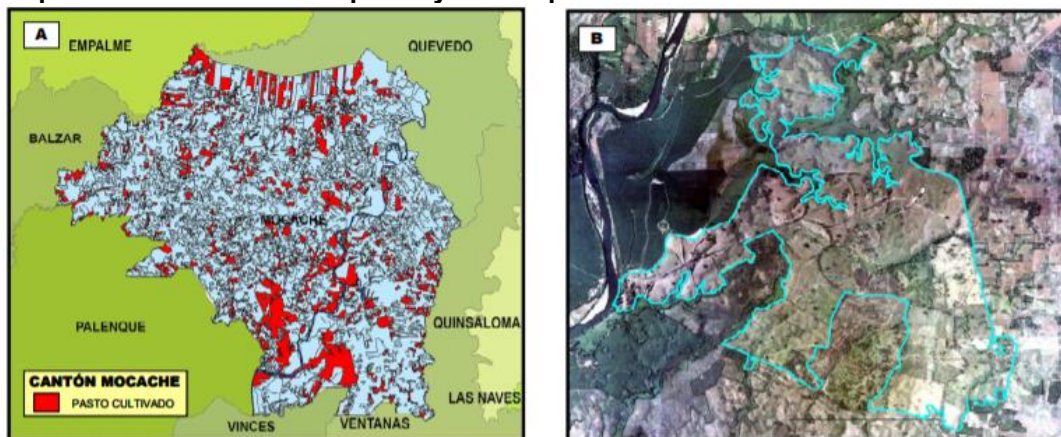 A
EMPALME
QUEVEDO
BALZAR
MOCACHE
PALENQUE
QUINSALOMA
CANTÓN MOCACHE
PASTO CULTIVADO
LAS NAVES
VINCES
VENTANAS
B